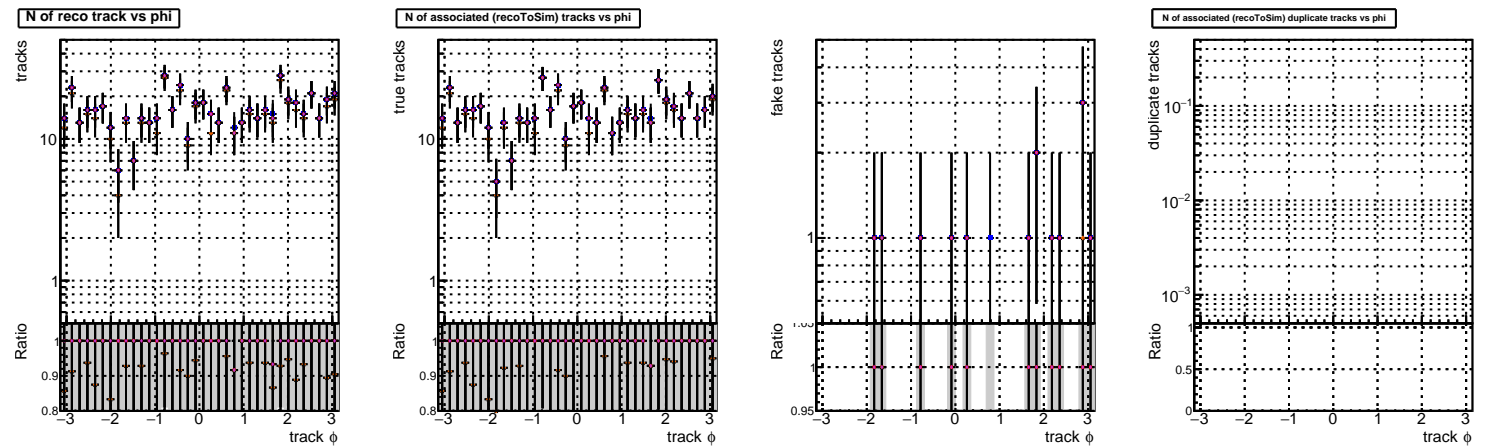 N of reco track vs phi
tracks
10
1
Ratio
1
0.9
0.8
−3 −2 −1 0 1 2 3
track ϕ
N of associated (recoToSim) tracks vs phi
true tracks
10
1
Ratio
1
0.9
0.8
−3 −2 −1 0 1 2 3
track ϕ
fake tracks
1
Ratio
1
0.95
−3 −2 −1 0 1 2 3
track ϕ
N of associated (recoToSim) duplicate tracks vs phi
duplicate tracks
10⁻¹
10⁻²
10⁻³
Ratio
1
0.5
0
−3 −2 −1 0 1 2 3
track ϕ